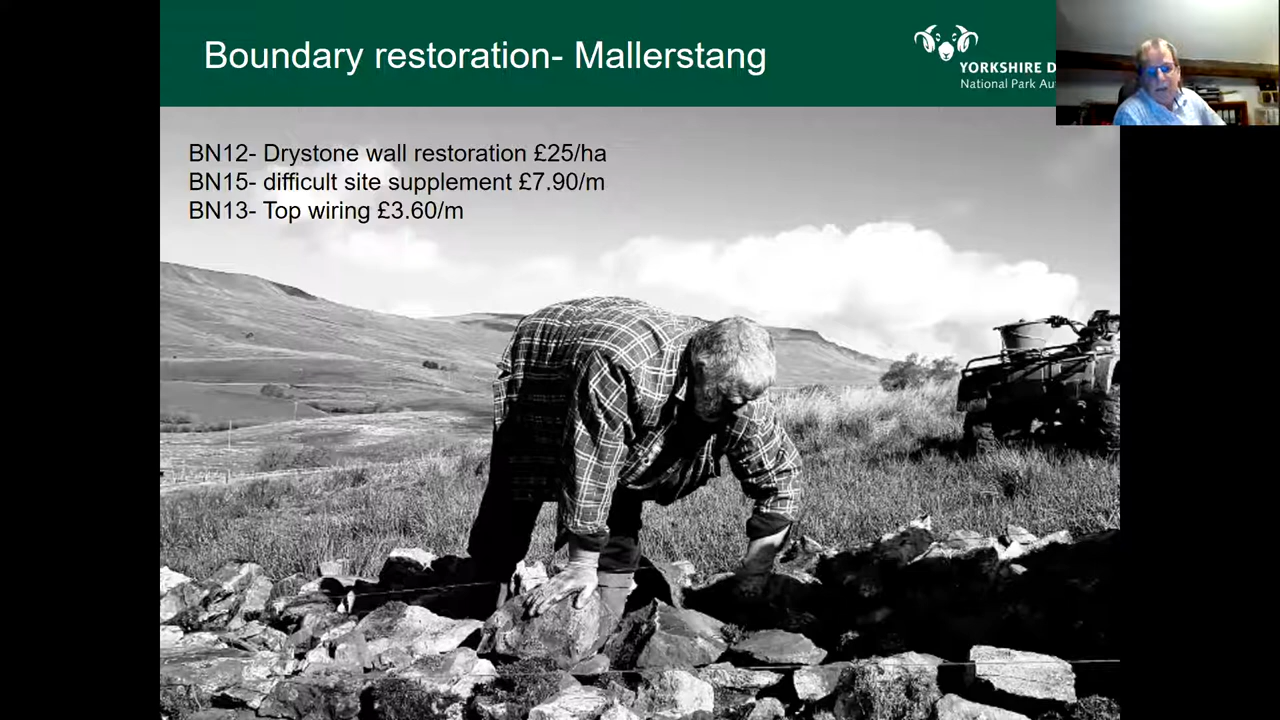 Boundary restoration- Mallerstang
YORKSHIRE D
National Park Au
BN12- Drystone wall restoration £25/ha
BN15- difficult site supplement £7.90/m
BN13- Top wiring £3.60/m